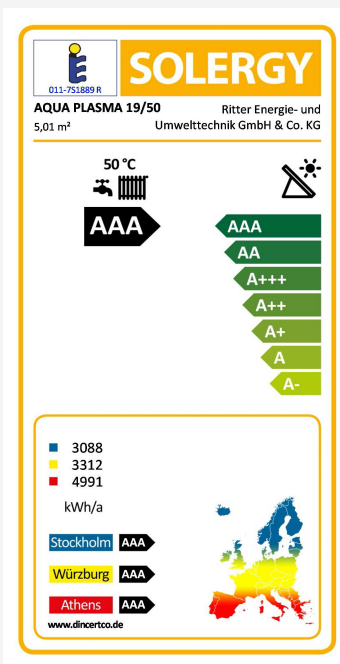 011-7S1889 R
SOLERGY
AQUA PLASMA 19/50
5,01 m²
Ritter Energie- und
Umwelttechnik GmbH & Co. KG
50 °C
AAA
AAA
AA
A+++
A++
A+
A
A-
3088
3312
4991
kWh/a
Stockholm AAA
Würzburg AAA
Athens AAA
www.dincertco.de